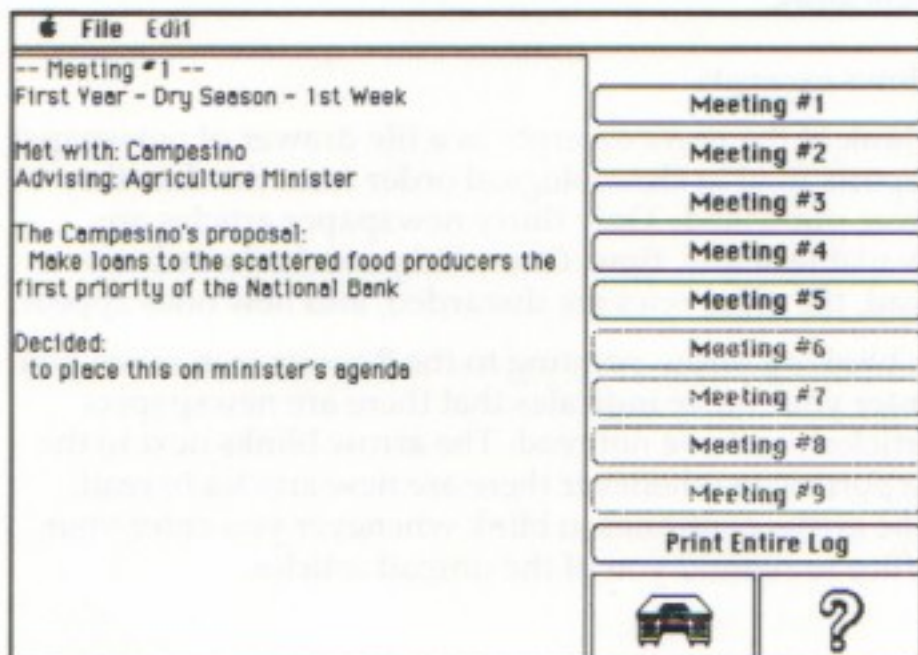 File Edit
-- Meeting #1 --
First Year - Dry Season - 1st Week
Met with: Campesino
Advising: Agriculture Minister
The Campesino's proposal:
Make loans to the scattered food producers the
first priority of the National Bank
Decided:
to place this on minister's agenda
Meeting #1
Meeting #2
Meeting #3
Meeting #4
Meeting #5
Meeting #6
Meeting #7
Meeting #8
Meeting #9
Print Entire Log
?